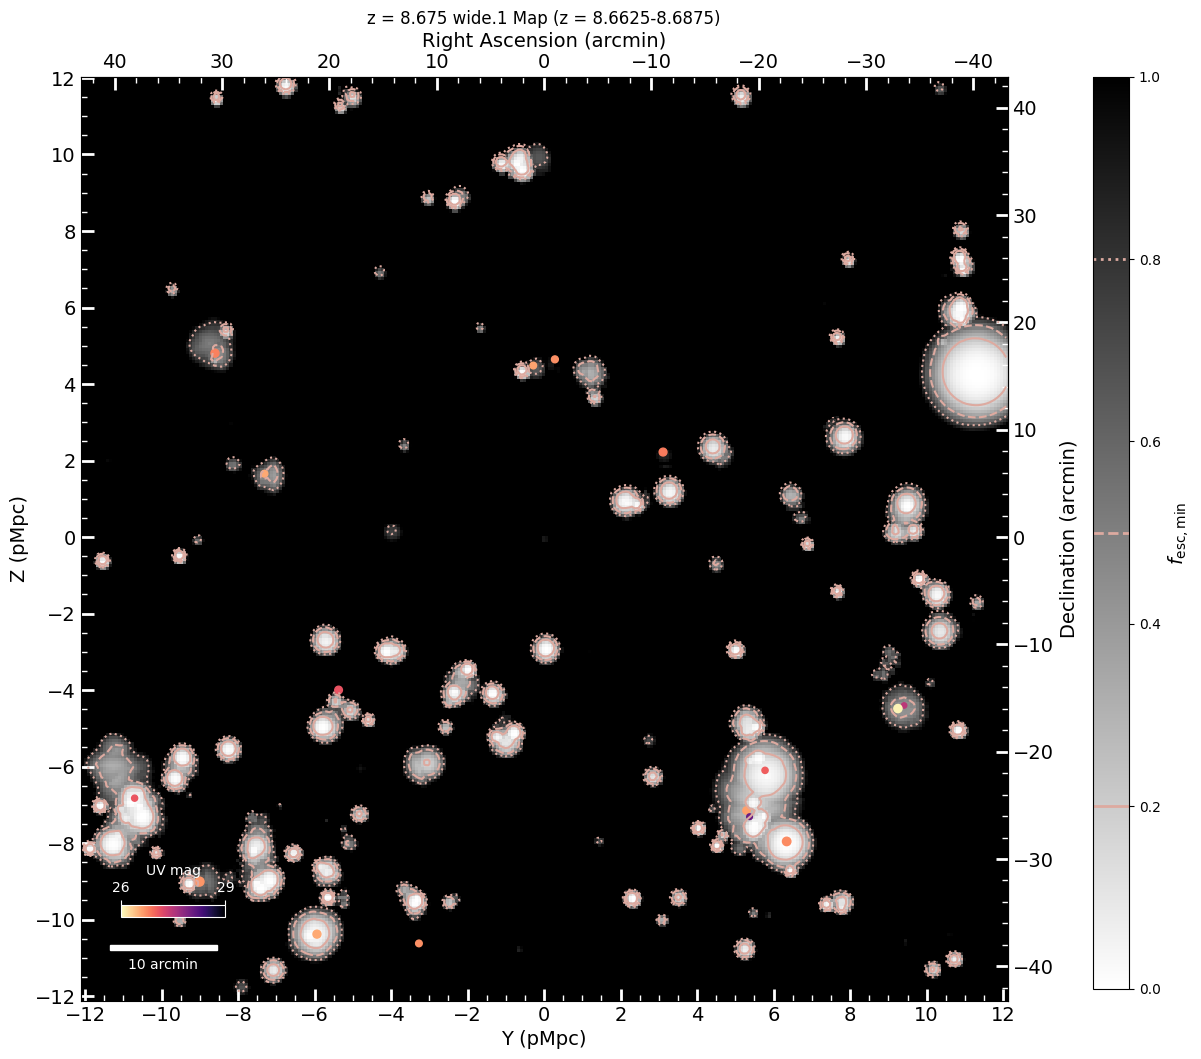 z = 8.675 wide.1 Map (z = 8.6625-8.6875)
Right Ascension (arcmin)
40 30 20 10 0 −10 −20 −30 −40
12 10 8 6 4 2 0 −2 −4 −6 −8 −10 −12
Z (pMpc)
UV mag
26 29
10 arcmin
−12 −10 −8 −6 −4 −2 0 2 4 6 8 10 12
Y (pMpc)
40 30 20 10 0 −10 −20 −30 −40
Declination (arcmin)
1.0 0.8 0.6 0.4 0.2 0.0
f_esc,min